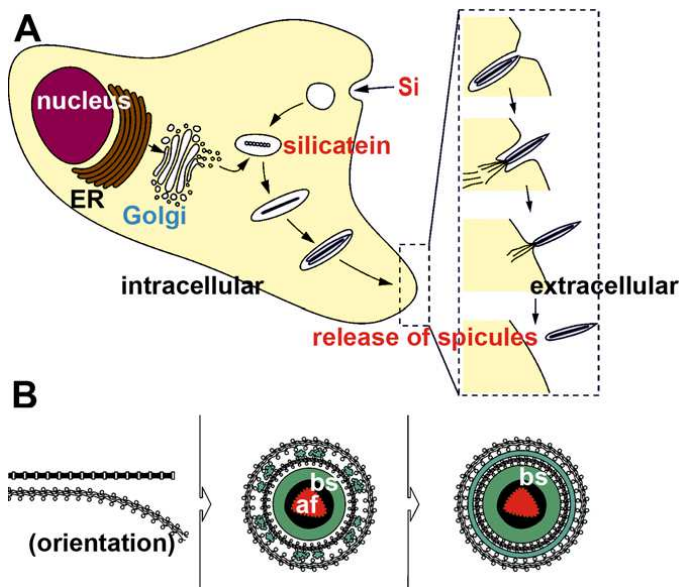 A
nucleus
Si
silicatein
ER
Golgi
intracellular
extracellular
release of spicules
B
bs
af
bs
(orientation)